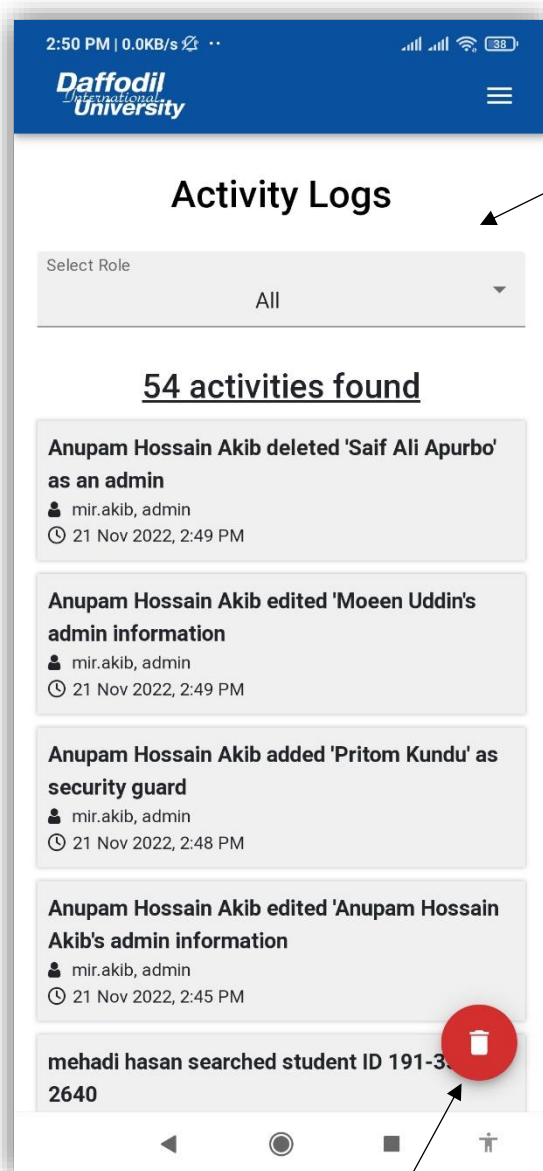 2:50 PM | 0.0KB/s
38
Daffodil
International
University
Activity Logs
Select Role
All
54 activities found
Anupam Hossain Akib deleted 'Saif Ali Apurbo'
as an admin
mir.akib, admin
21 Nov 2022, 2:49 PM
Anupam Hossain Akib edited 'Moeen Uddin's
admin information
mir.akib, admin
21 Nov 2022, 2:49 PM
Anupam Hossain Akib added 'Pritom Kundu' as
security guard
mir.akib, admin
21 Nov 2022, 2:48 PM
Anupam Hossain Akib edited 'Anupam Hossain
Akib's admin information
mir.akib, admin
21 Nov 2022, 2:45 PM
mehadi hasan searched student ID
2640